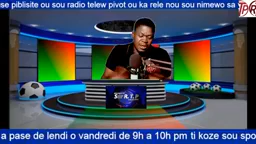 se piblisite ou sou radio telew pivot ou ka rele nou sou nimewo sa
a pase de lendi o vandredi de 9h a 10h pm ti koze sou spo